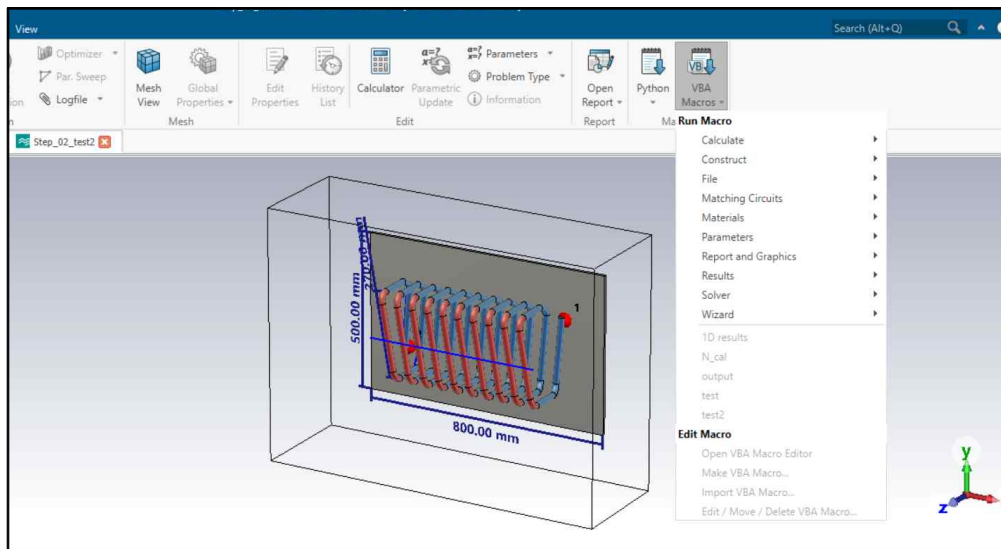 View
Search (Alt+Q)
Optimizer
Par. Sweep
Logfile
Mesh View
Global Properties
Mesh
Edit Properties
History List
Calculator
Parametric Update
Parameters
Problem Type
Information
Edit
Open Report
Report
Python
VBA Macros
Ma
Step_02_test2
Run Macro
Calculate
Construct
File
Matching Circuits
Materials
Parameters
Report and Graphics
Results
Solver
Wizard
1D results
N_cal
output
test
test2
Edit Macro
Open VBA Macro Editor
Make VBA Macro...
Import VBA Macro...
Edit / Move / Delete VBA Macro...
270.00 mm
500.00 mm
800.00 mm
1
y
z